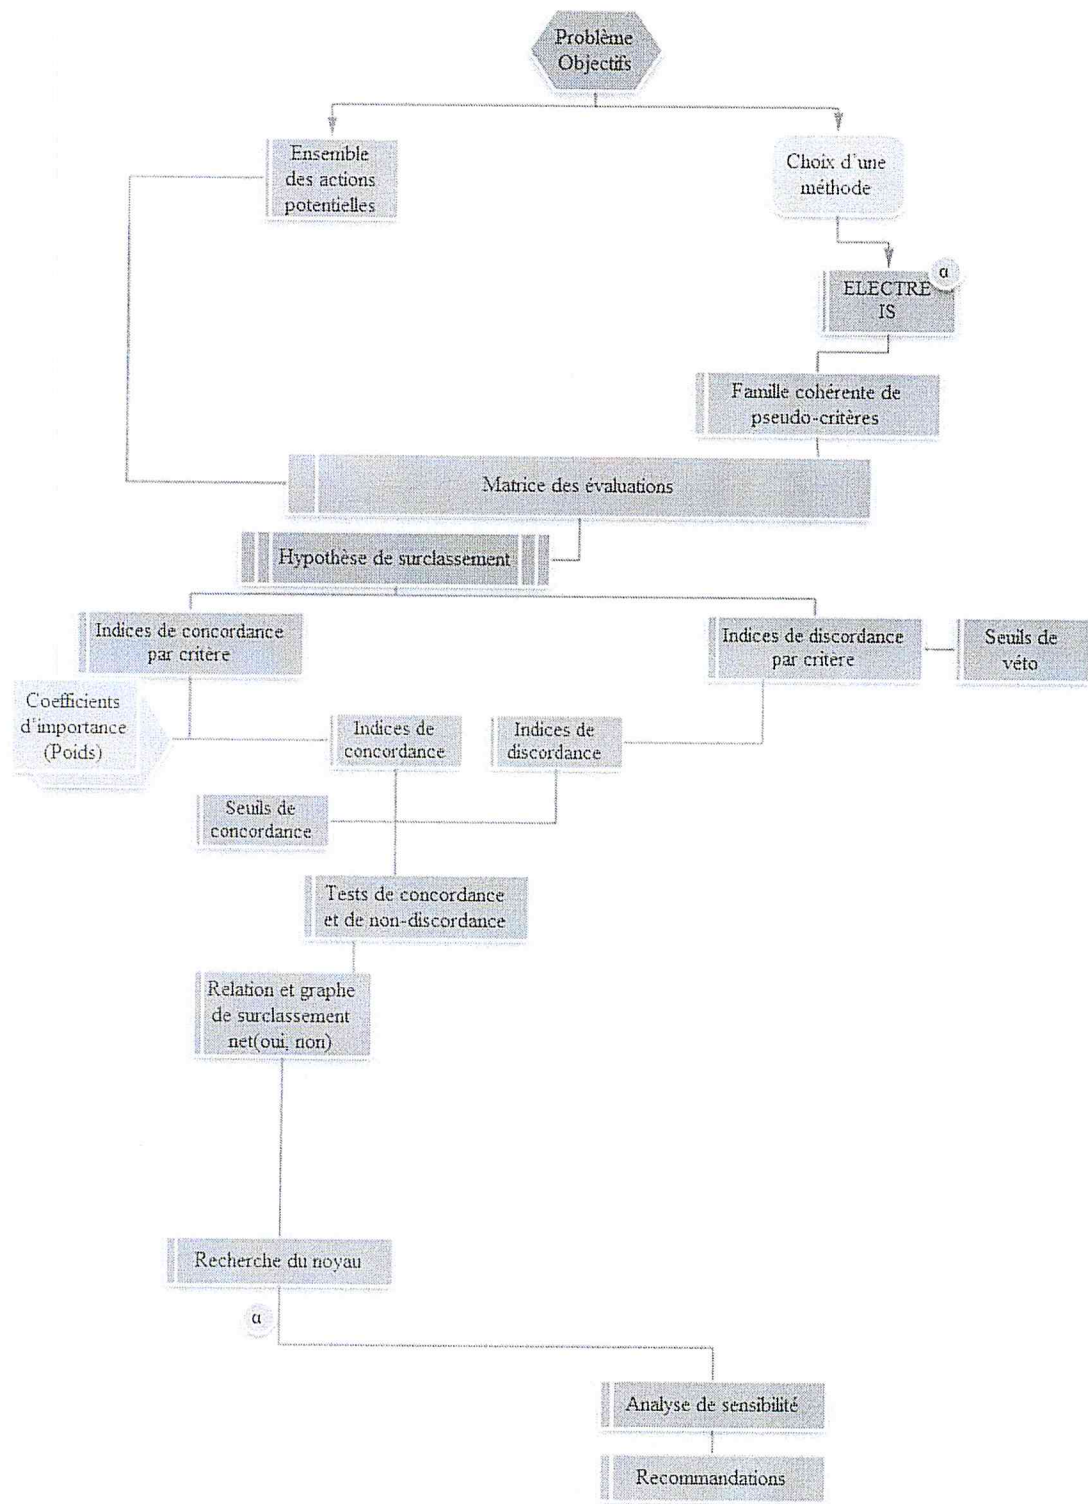 Problème
Objectifs
Ensemble
des actions
potentielles
Choix d'une
méthode
α
ELECTRE
IS
Famille cohérente de
pseudo-critères
Matrice des évaluations
Hypothèse de surclassement
Indices de concordance
par critère
Indices de discordance
par critère
Seuils de
véto
Coefficients
d'importance
(Poids)
Indices de
concordance
Indices de
discordance
Seuils de
concordance
Tests de concordance
et de non-discordance
Relation et graphe
de surclassement
net(oui, non)
Recherche du noyau
α
Analyse de sensibilité
Recommandations